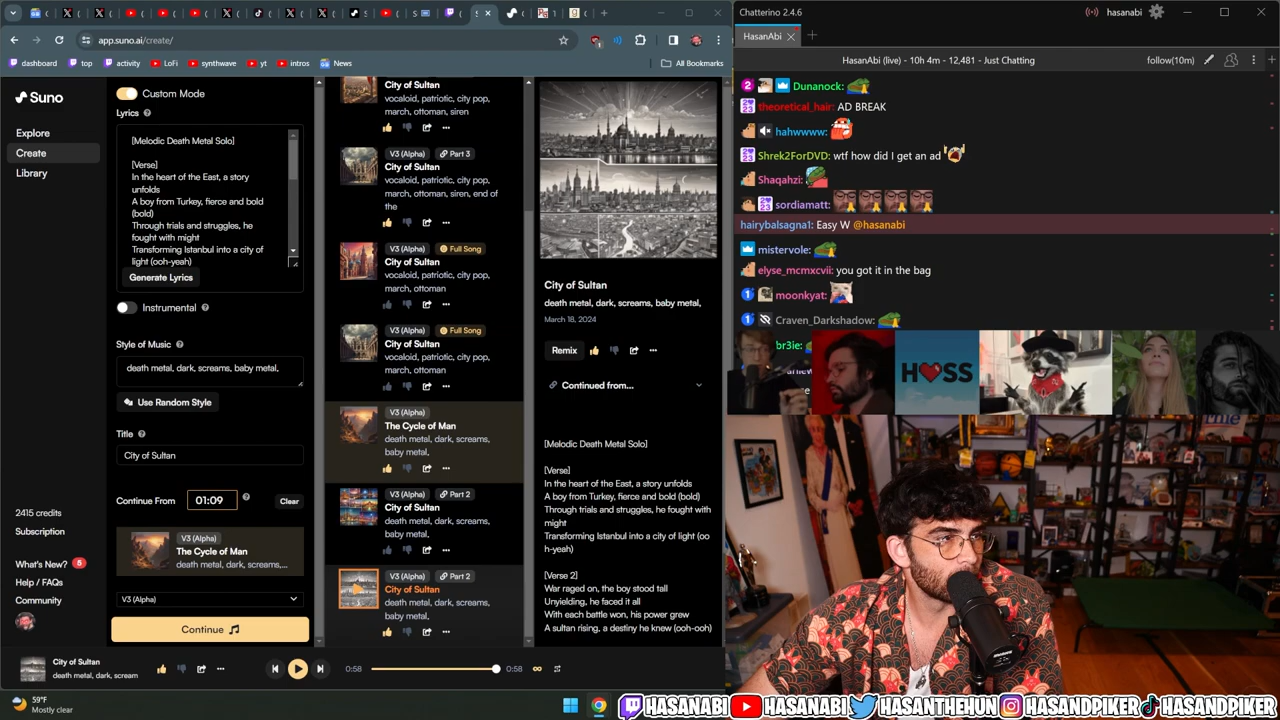 app.suno.ai/create/
dashboard
top
activity
LoFi
synthwave
yt
intros
News
All Bookmarks
Suno
Explore
Create
Library
2415 credits
Subscription
What's New?
5
Help / FAQs
Community
Custom Mode
Lyrics
[Melodic Death Metal Solo]
[Verse]
In the heart of the East, a story
unfolds
A boy from Turkey, fierce and bold
(bold)
Through trials and struggles, he
fought with might
Transforming Istanbul into a city of
light (ooh-yeah)
Generate Lyrics
Instrumental
Style of Music
death metal, dark, screams, baby metal,
Use Random Style
Title
City of Sultan
Continue From
01:09
Clear
V3 (Alpha)
The Cycle of Man
death metal, dark, screams,...
V3 (Alpha)
Continue
City of Sultan
vocaloid, patriotic, city pop,
march, ottoman, siren
V3 (Alpha) Part 3
City of Sultan
vocaloid, patriotic, city pop,
march, ottoman, siren, end of
the
V3 (Alpha) Full Song
City of Sultan
vocaloid, patriotic, city pop,
march, ottoman
V3 (Alpha) Full Song
City of Sultan
vocaloid, patriotic, city pop,
march, ottoman
V3 (Alpha)
The Cycle of Man
death metal, dark, screams,
baby metal,
V3 (Alpha) Part 2
City of Sultan
death metal, dark, screams,
baby metal,
V3 (Alpha) Part 2
City of Sultan
death metal, dark, screams,
baby metal,
City of Sultan
death metal, dark, screams, baby metal,
March 18, 2024
Remix
Continued from...
[Melodic Death Metal Solo]
[Verse]
In the heart of the East, a story unfolds
A boy from Turkey, fierce and bold (bold)
Through trials and struggles, he fought with
might
Transforming Istanbul into a city of light (oo
h-yeah)
[Verse 2]
War raged on, the boy stood tall
Unyielding, he faced it all
With each battle won, his power grew
A sultan rising, a destiny he knew (ooh-ooh)
City of Sultan
death metal, dark, scream
0:58
0:58
59°F
Mostly clear
Chatterino 2.4.6
hasanabi
HasanAbi
HasanAbi (live) - 10h 4m - 12,481 - Just Chatting
follow(10m)
Dunanock:
theoretical_hair: AD BREAK
hahwwww:
Shrek2ForDVD: wtf how did I get an ad
Shaqahzi:
sordiamatt:
hairybalsagna1: Easy W @hasanabi
mistervole:
elyse_mcmxcvii: you got it in the bag
moonkyat:
Craven_Darkshadow:
br3ie:
HASANABI HASANABI HASANTHEHUN HASANDPIKER HASANDPIKER